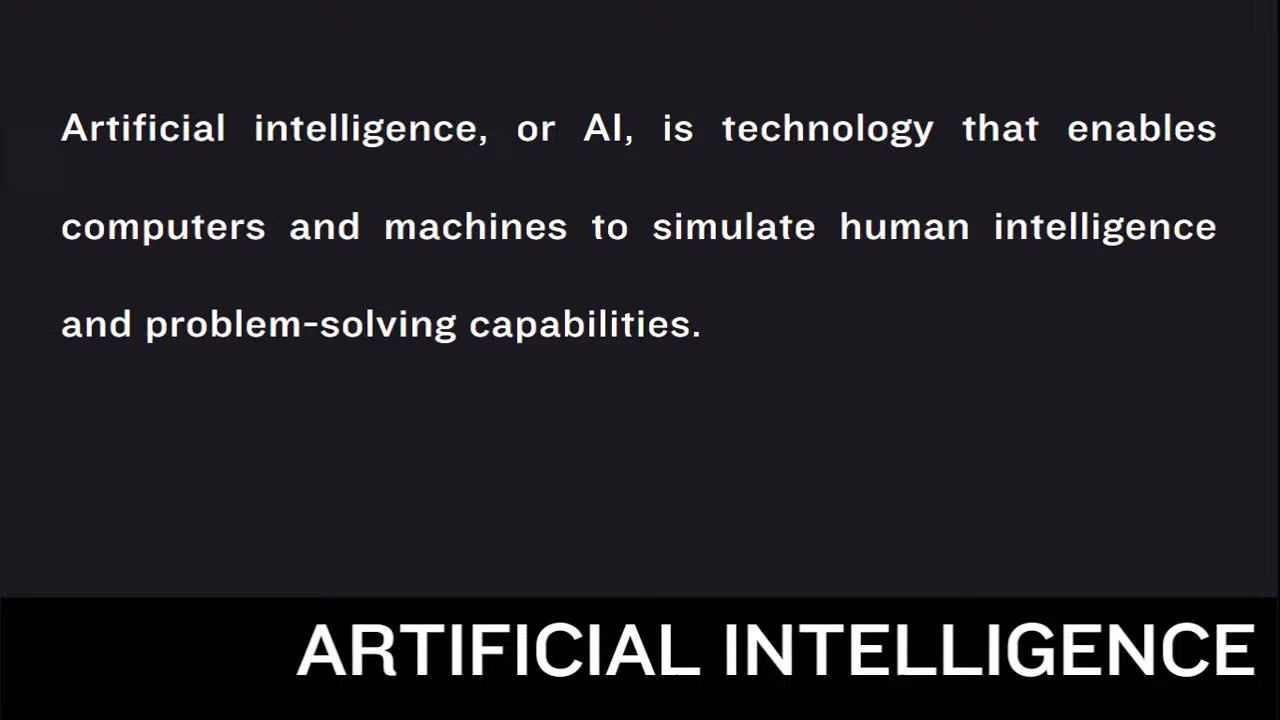 Artificial intelligence, or AI, is technology that enables
computers and machines to simulate human intelligence
and problem-solving capabilities.
ARTIFICIAL INTELLIGENCE